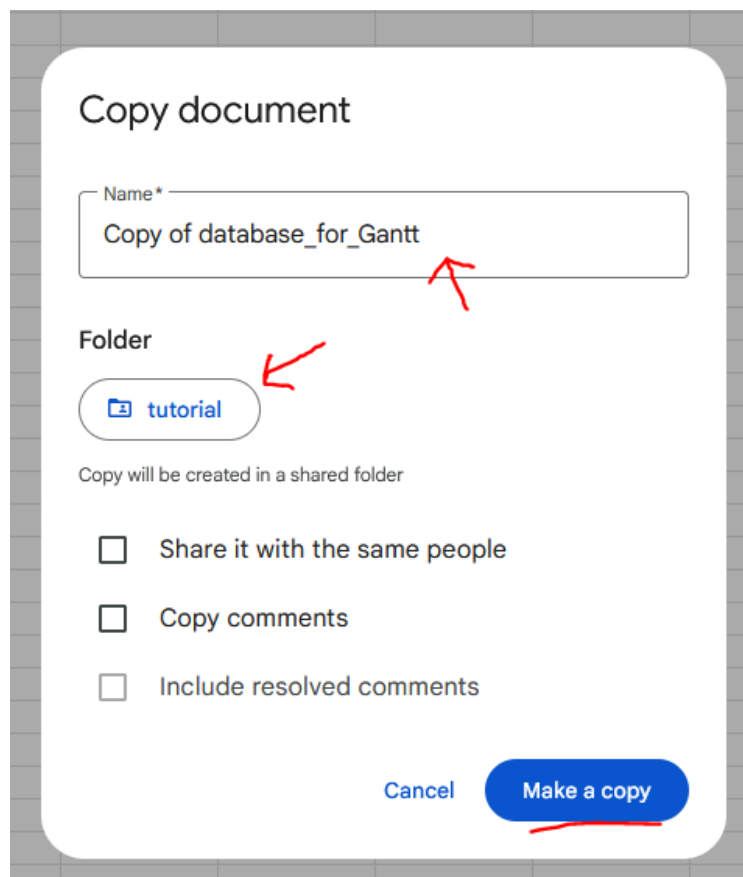 Copy document
Name*
Copy of database_for_Gantt
Folder
tutorial
Copy will be created in a shared folder
Share it with the same people
Copy comments
Include resolved comments
Cancel Make a copy